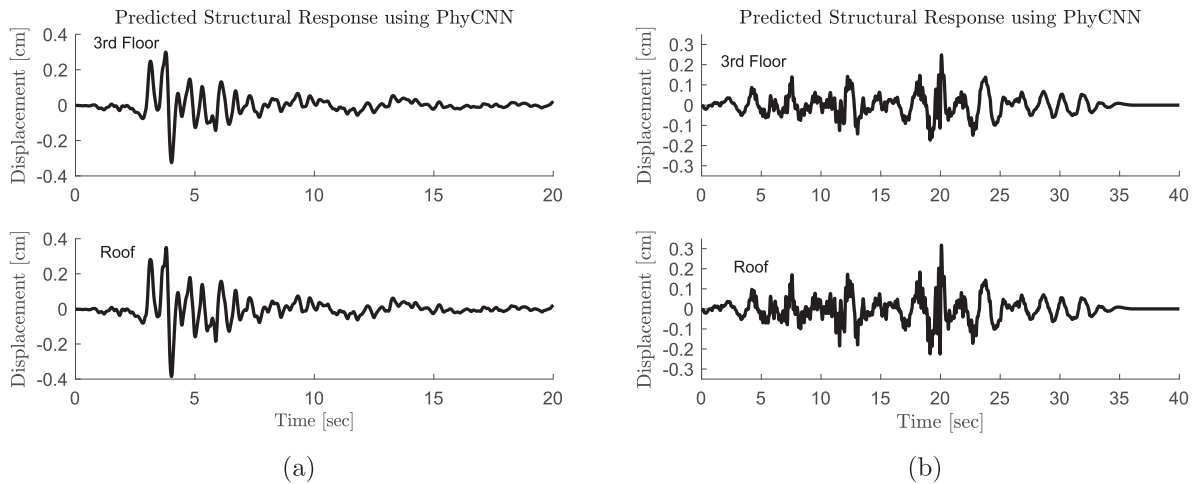 Predicted Structural Response using PhyCNN
3rd Floor
Displacement [cm]
0.4
0.2
0
-0.2
-0.4
0 5 10 15 20
Roof
Displacement [cm]
0.4
0.2
0
-0.2
-0.4
0 5 10 15 20
Time [sec]
(a)
Predicted Structural Response using PhyCNN
3rd Floor
Displacement [cm]
0.3
0.2
0.1
0
-0.1
-0.2
-0.3
0 5 10 15 20 25 30 35 40
Roof
Displacement [cm]
0.3
0.2
0.1
0
-0.1
-0.2
-0.3
0 5 10 15 20 25 30 35 40
Time [sec]
(b)